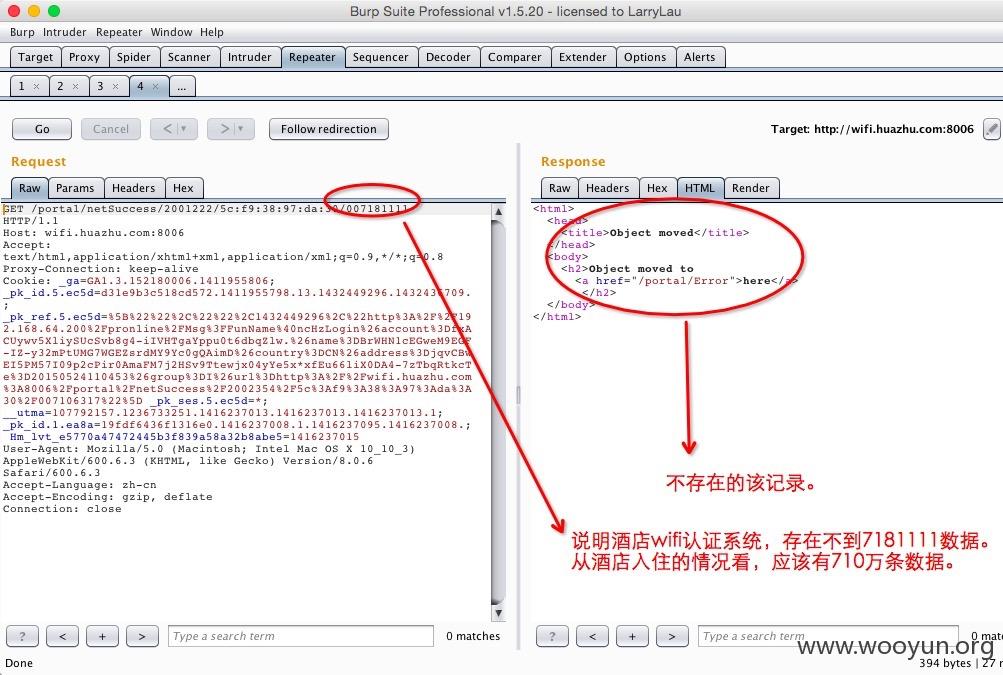 Burp Suite Professional v1.5.20 - licensed to LarryLau
Burp Intruder Repeater Window Help
Target Proxy Spider Scanner Intruder Repeater Sequencer Decoder Comparer Extender Options Alerts
1 × 2 × 3 × 4 × ...
Go Cancel < > Follow redirection Target: http://wifi.huazhu.com:8006
Request
Raw Params Headers Hex
GET /portal/netSuccess/2001222/5c:f9:38:97:da:30/007181111
HTTP/1.1
Host: wifi.huazhu.com:8006
Accept:
text/html,application/xhtml+xml,application/xml;q=0.9,*/*;q=0.8
Proxy-Connection: keep-alive
Cookie: _ga=GA1.3.152180006.1411955806;
_pk_id.5.ec5d=d31e9b3c518cd572.1411955798.13.1432449296.1432436709.
;
_pk_ref.5.ec5d=%5B%22%22%2C%22%22%2C1432449296%2C%22http%3A%2F%2F19
2.168.64.200%2Fpronline%2FMsg%3FFunName%40ncHzLogin%26account%3DfxA
CUywv5XliySUcSvb8g4-iIVHTgaYppu0t6dbqZlw.%26name%3DBrWHNlcEGweM9EGF
-IZ-y32mPtUMG7WGEZsrdMY9Yc0gQAimD%26country%3DCN%26address%3DjqvCBw
EI5PM57I09p2cPir0AmaFM7j2HSv9Ttewjx04yYe5x*xfEu66liX0DA4-7zTbqRtkcT
e%3D20150524110453%26group%3DI%26url%3Dhttp%3A%2F%2Fwifi.huazhu.com
%3A8006%2Fportal%2FnetSuccess%2F2002354%2F5c%3Af9%3A38%3A97%3Ada%3A
30%2F007106317%22%5D _pk_ses.5.ec5d=*;
__utma=107792157.1236733251.1416237013.1416237013.1416237013.1;
_pk_id.1.ea8a=19fdf6436f1316e0.1416237008.1.1416237095.1416237008.;
Hm_lvt_e5770a47472445b3f839a58a32b8abe5=1416237015
User-Agent: Mozilla/5.0 (Macintosh; Intel Mac OS X 10_10_3)
AppleWebKit/600.6.3 (KHTML, like Gecko) Version/8.0.6
Safari/600.6.3
Accept-Language: zh-cn
Accept-Encoding: gzip, deflate
Connection: close
? < + > Type a search term 0 matches
Response
Raw Headers Hex HTML Render
<html>
<head>
<title>Object moved</title>
</head>
<body>
<h2>Object moved to
<a href="/portal/Error">here</a>
</h2>
</body>
</html>
不存在的该记录。
说明酒店wifi认证系统，存在不到7181111数据。
从酒店入住的情况看，应该有710万条数据。
? < + > Type a search term 0
www.wooyun.org
Done 394 bytes | 27